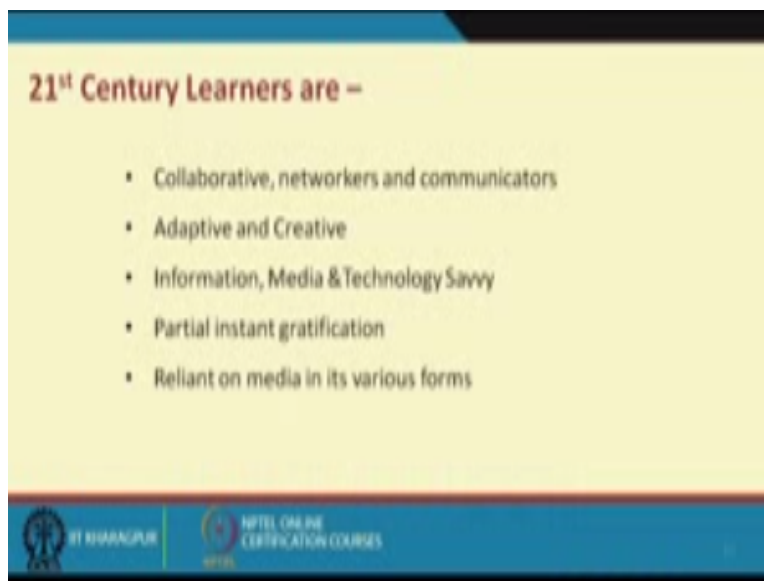 21st Century Learners are –
• Collaborative, networkers and communicators
• Adaptive and Creative
• Information, Media & Technology Savvy
• Partial instant gratification
• Reliant on media in its various forms
IIT KHARAGPUR
NPTEL ONLINE
CERTIFICATION COURSES
NPTEL